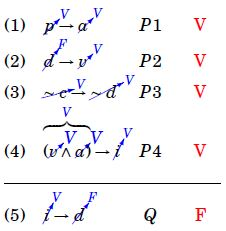 V V
(1) p → a P1 V
F V
(2) d → v P2 V
V V
(3) ~c → ~d P3 V
V
V V V
(4) (v ∧ a) → i P4 V
V F
(5) i → d Q F